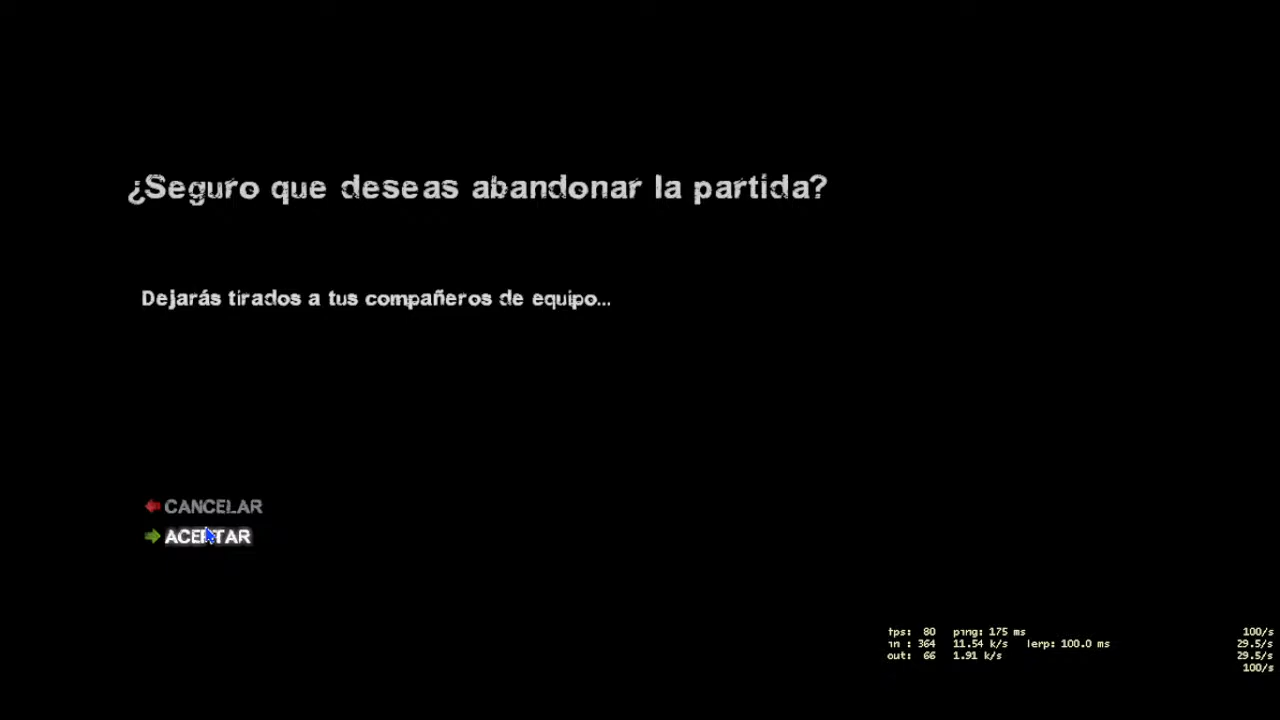 ¿Seguro que deseas abandonar la partida?
Dejarás tirados a tus compañeros de equipo...
CANCELAR
ACEPTAR
fps: 80 ping: 175 ms 100/s
in : 364 11.54 k/s lerp: 100.0 ms 29.5/s
out: 66 1.91 k/s 29.5/s
100/s